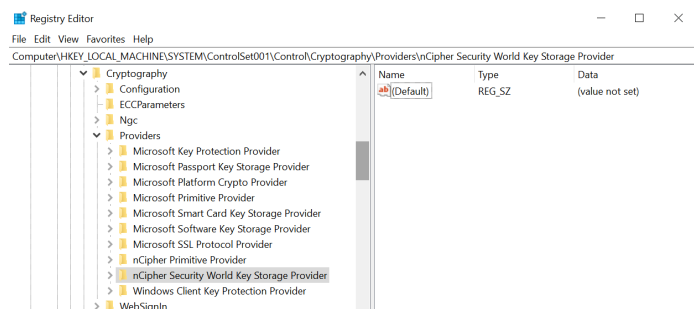 Registry Editor
File Edit View Favorites Help
Computer\HKEY_LOCAL_MACHINE\SYSTEM\ControlSet001\Control\Cryptography\Providers\nCipher Security World Key Storage Provider
Cryptography
Configuration
ECCParameters
Ngc
Providers
Microsoft Key Protection Provider
Microsoft Passport Key Storage Provider
Microsoft Platform Crypto Provider
Microsoft Primitive Provider
Microsoft Smart Card Key Storage Provider
Microsoft Software Key Storage Provider
Microsoft SSL Protocol Provider
nCipher Primitive Provider
nCipher Security World Key Storage Provider
Windows Client Key Protection Provider
WebSignIn
Name Type Data
ab (Default) REG_SZ (value not set)